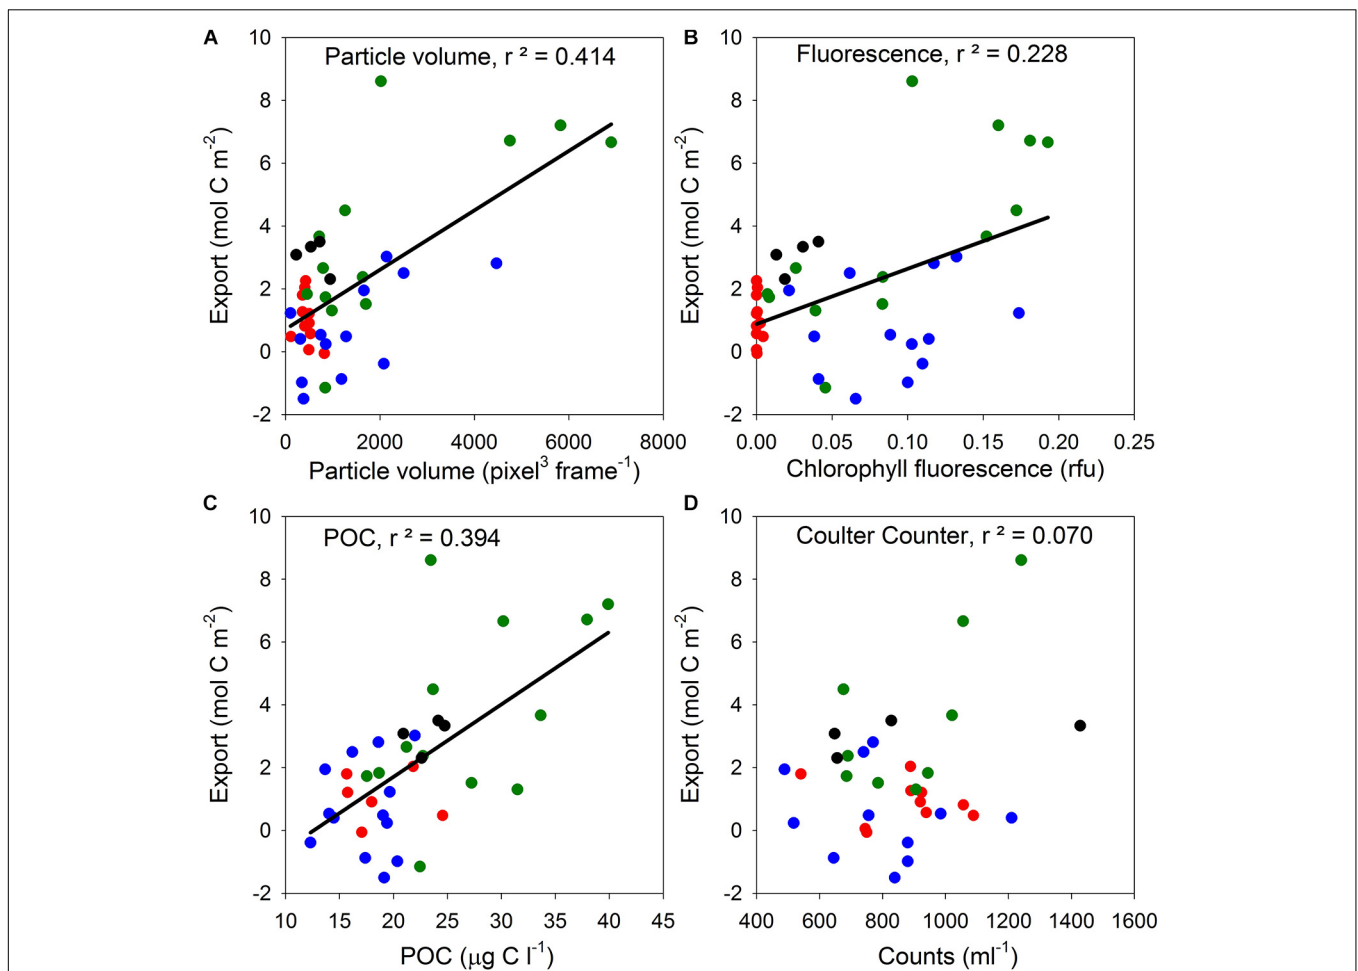 A
Particle volume, r ² = 0.414
Export (mol C m⁻²)
10
8
6
4
2
0
-2
0 2000 4000 6000 8000
Particle volume (pixel³ frame⁻¹)
B
Fluorescence, r ² = 0.228
Export (mol C m⁻²)
10
8
6
4
2
0
-2
0.00 0.05 0.10 0.15 0.20 0.25
Chlorophyll fluorescence (rfu)
C
POC, r ² = 0.394
Export (mol C m⁻²)
10
8
6
4
2
0
-2
10 15 20 25 30 35 40 45
POC (μg C l⁻¹)
D
Coulter Counter, r ² = 0.070
Export (mol C m⁻²)
10
8
6
4
2
0
-2
400 600 800 1000 1200 1400 1600
Counts (ml⁻¹)